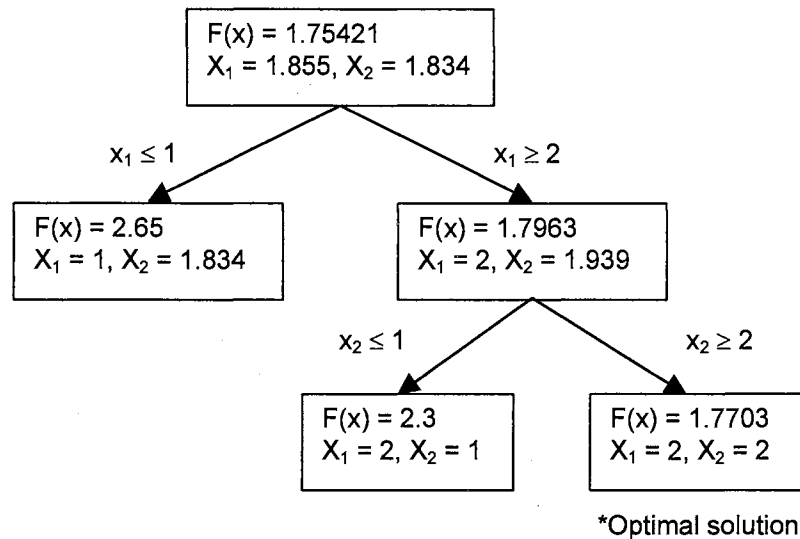 F(x) = 1.75421
X₁ = 1.855, X₂ = 1.834
x₁ ≤ 1
x₁ ≥ 2
F(x) = 2.65
X₁ = 1, X₂ = 1.834
F(x) = 1.7963
X₁ = 2, X₂ = 1.939
x₂ ≤ 1
x₂ ≥ 2
F(x) = 2.3
X₁ = 2, X₂ = 1
F(x) = 1.7703
X₁ = 2, X₂ = 2
*Optimal solution